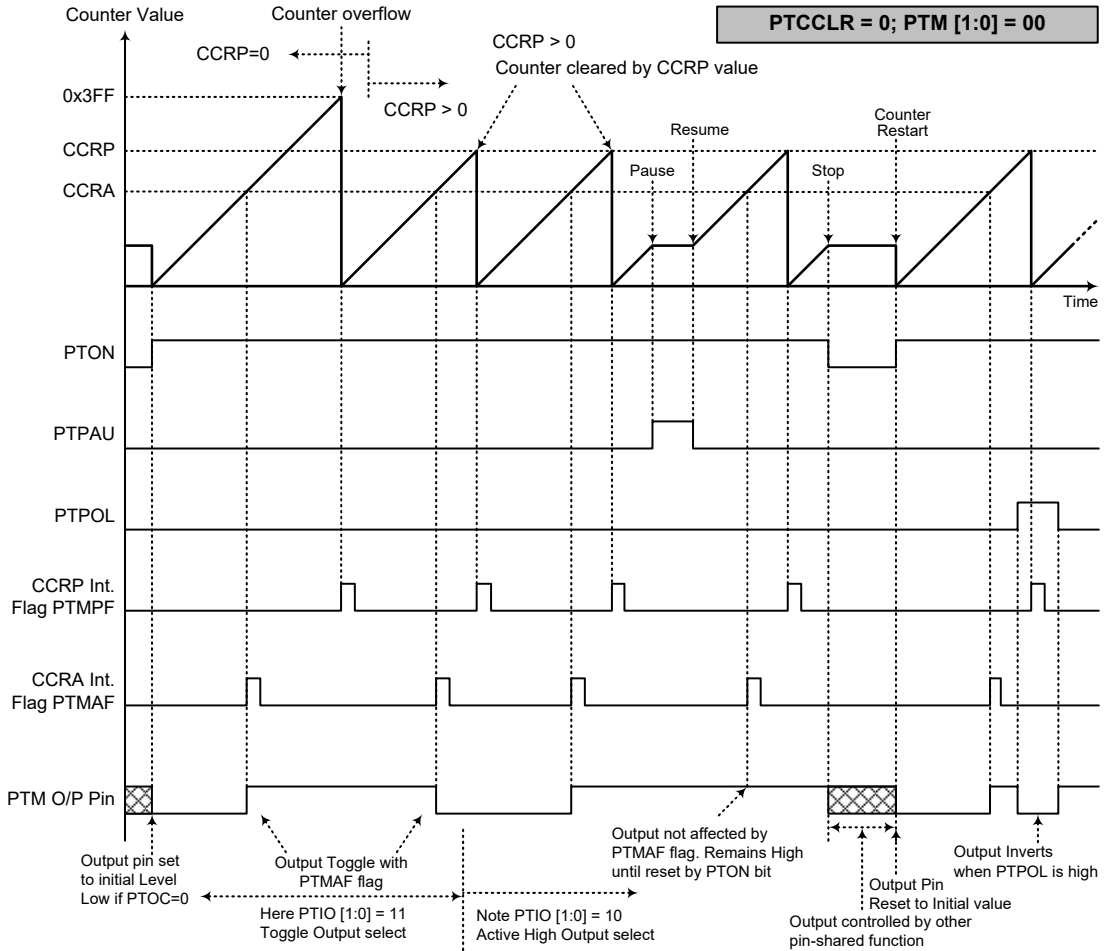 Counter Value
Counter overflow
PTCCLR = 0; PTM [1:0] = 00
CCRP=0
CCRP > 0
CCRP > 0
Counter cleared by CCRP value
0x3FF
CCRP
CCRA
Pause
Resume
Stop
Counter
Restart
Time
PTON
PTPAU
PTPOL
CCRP Int.
Flag PTMPF
CCRA Int.
Flag PTMAF
PTM O/P Pin
Output pin set
to initial Level
Low if PTOC=0
Output Toggle with
PTMAF flag
Here PTIO [1:0] = 11
Toggle Output select
Note PTIO [1:0] = 10
Active High Output select
Output not affected by
PTMAF flag. Remains High
until reset by PTON bit
Output controlled by other
pin-shared function
Output Pin
Reset to Initial value
Output Inverts
when PTPOL is high